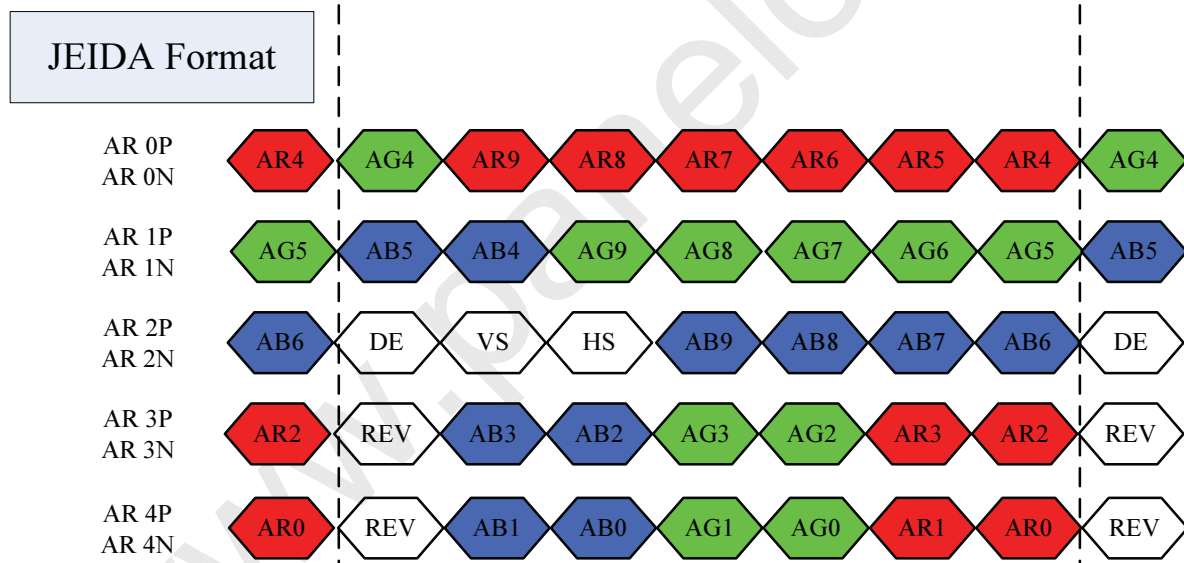 www.panelo
JEIDA Format
AR 0P
AR 0N
AR4 AG4 AR9 AR8 AR7 AR6 AR5 AR4 AG4
AR 1P
AR 1N
AG5 AB5 AB4 AG9 AG8 AG7 AG6 AG5 AB5
AR 2P
AR 2N
AB6 DE VS HS AB9 AB8 AB7 AB6 DE
AR 3P
AR 3N
AR2 REV AB3 AB2 AG3 AG2 AR3 AR2 REV
AR 4P
AR 4N
AR0 REV AB1 AB0 AG1 AG0 AR1 AR0 REV